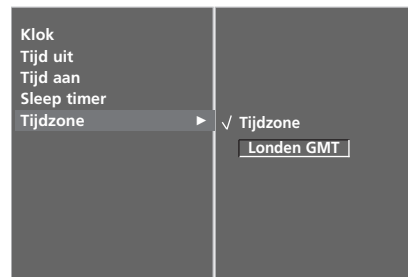 Klok
Tijd uit
Tijd aan
Sleep timer
Tijdzone ►
√ Tijdzone
Londen GMT